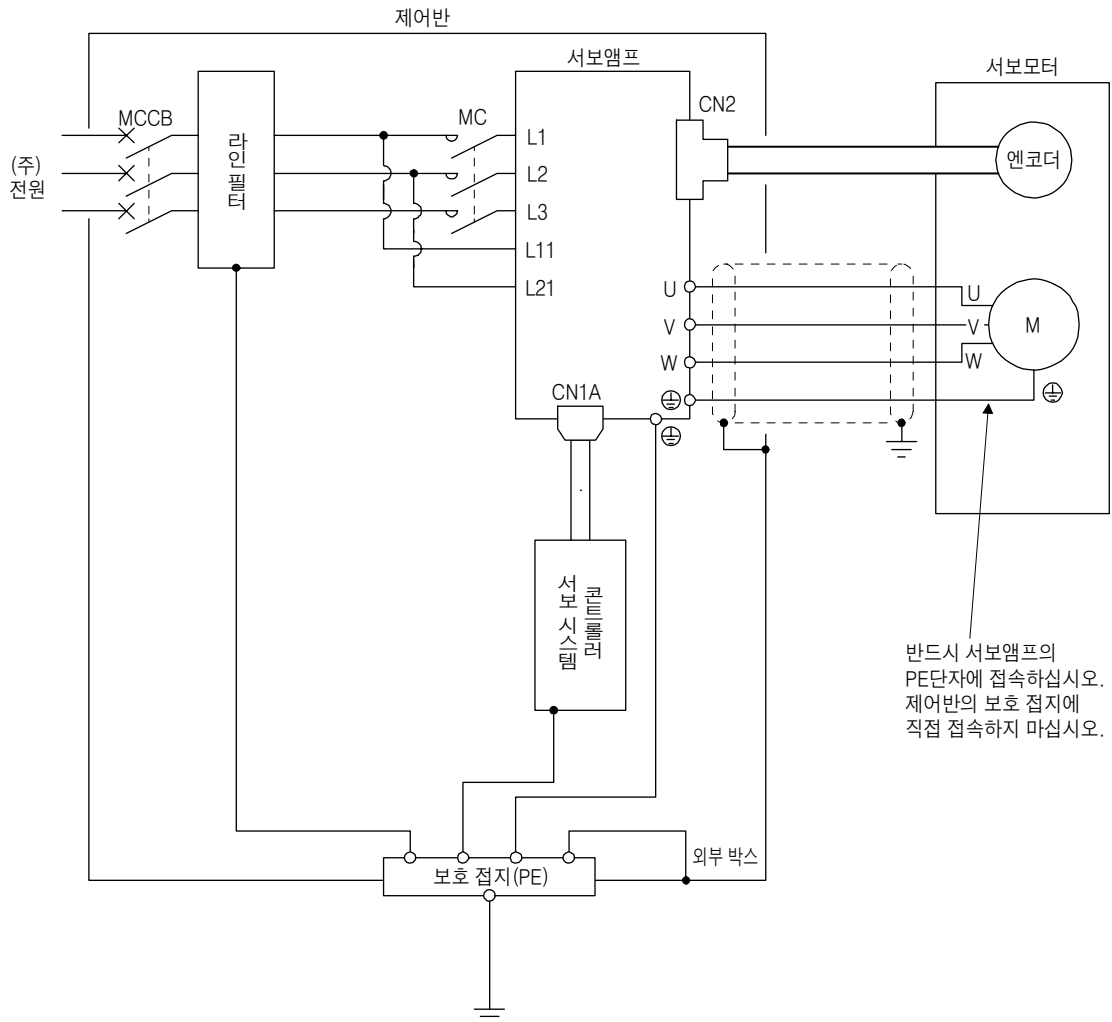 제어반
서보앰프
서보모터
MCCB
MC
CN2
라인 필터
(주)
전원
L1
L2
L3
L11
L21
엔코더
U
V
W
U
V
W
M
CN1A
서보 시스템
콘트롤러
반드시 서보앰프의
PE단자에 접속하십시오.
제어반의 보호 접지에
직접 접속하지 마십시오.
외부 박스
보호 접지(PE)